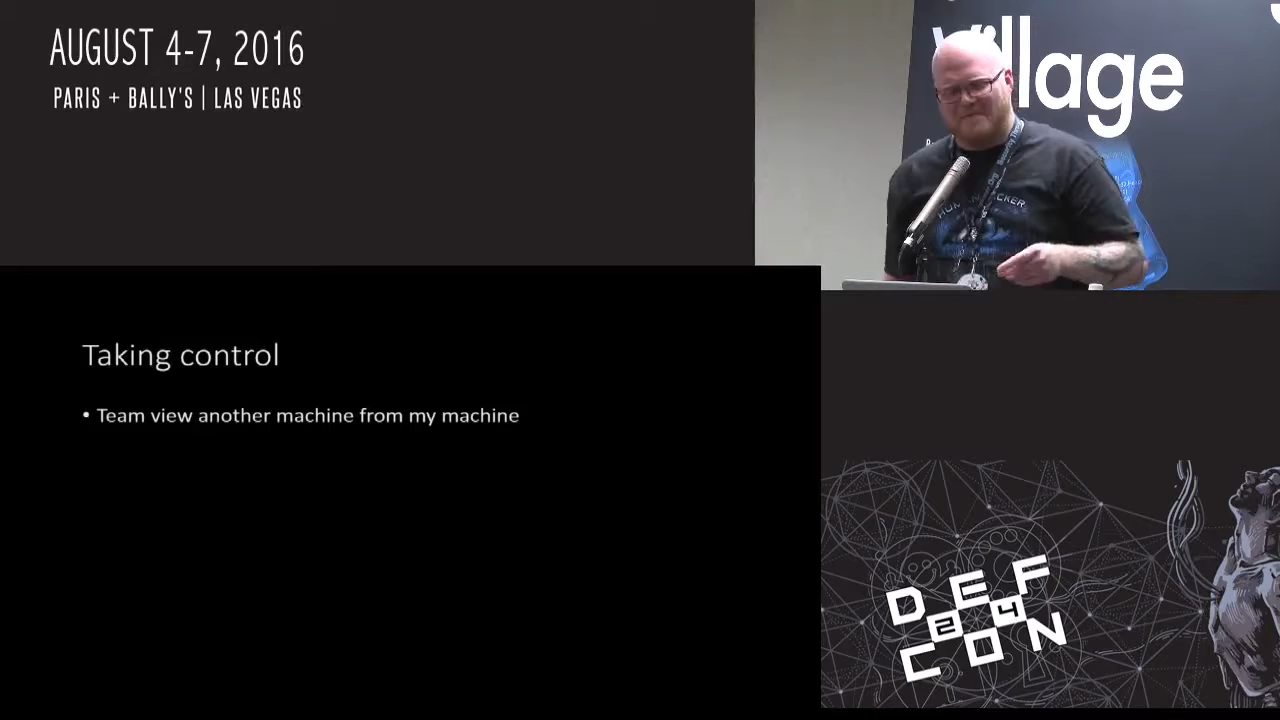 AUGUST 4-7, 2016
PARIS + BALLY'S | LAS VEGAS
Village
Taking control
• Team view another machine from my machine
DEF
24
CON